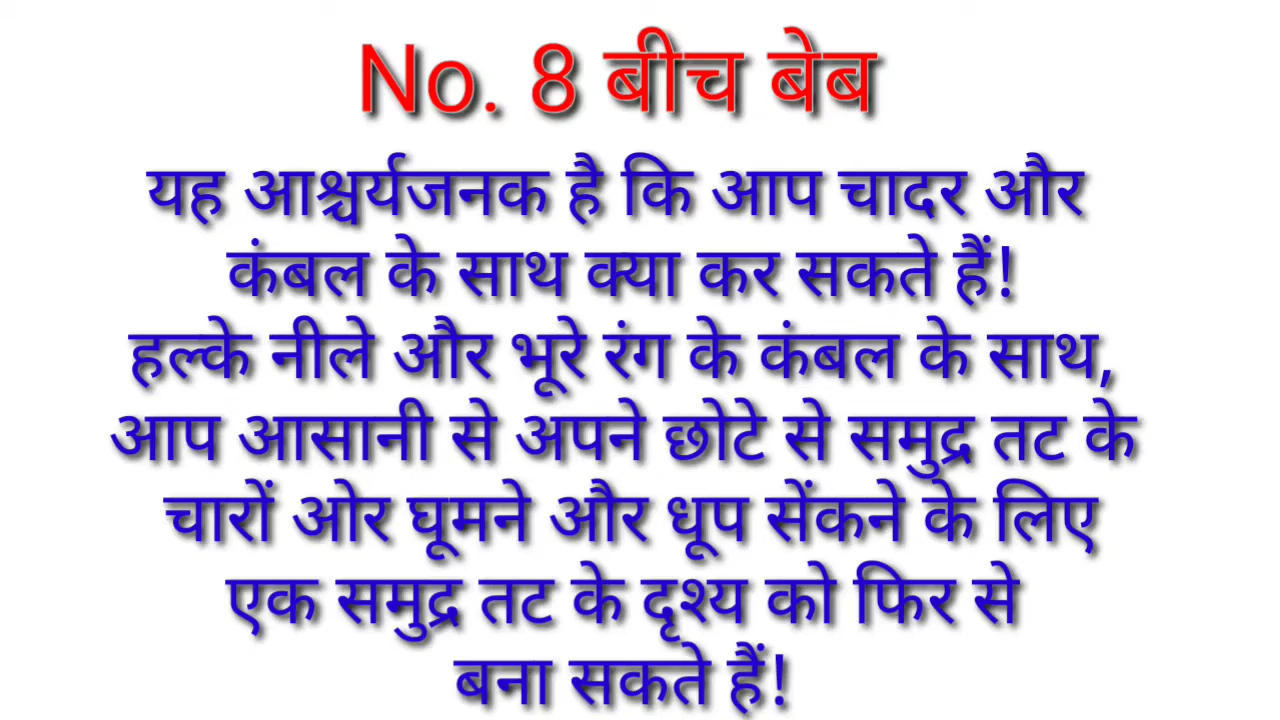 No. 8 बीच बेब
यह आश्चर्यजनक है कि आप चादर और
कंबल के साथ क्या कर सकते हैं!
हल्के नीले और भूरे रंग के कंबल के साथ,
आप आसानी से अपने छोटे से समुद्र तट के
चारों ओर घूमने और धूप सेंकने के लिए
एक समुद्र तट के दृश्य को फिर से
बना सकते हैं!